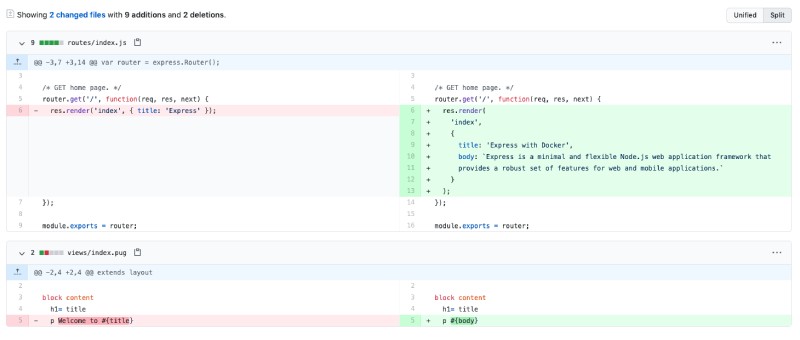 Showing 2 changed files with 9 additions and 2 deletions.
Unified Split
9 routes/index.js
@@ -3,7 +3,14 @@ var router = express.Router();
3
4 /* GET home page. */
5 router.get('/', function(req, res, next) {
6 - res.render('index', { title: 'Express' });
7 });
8
9 module.exports = router;
3
4 /* GET home page. */
5 router.get('/', function(req, res, next) {
6 + res.render(
7 + 'index',
8 + {
9 + title: 'Express with Docker',
10 + body: `Express is a minimal and flexible Node.js web application framework that
11 + provides a robust set of features for web and mobile applications.`
12 + }
13 + );
14 });
15
16 module.exports = router;
2 views/index.pug
@@ -2,4 +2,4 @@ extends layout
2
3 block content
4 h1= title
5 - p Welcome to #{title}
2
3 block content
4 h1= title
5 + p #{body}